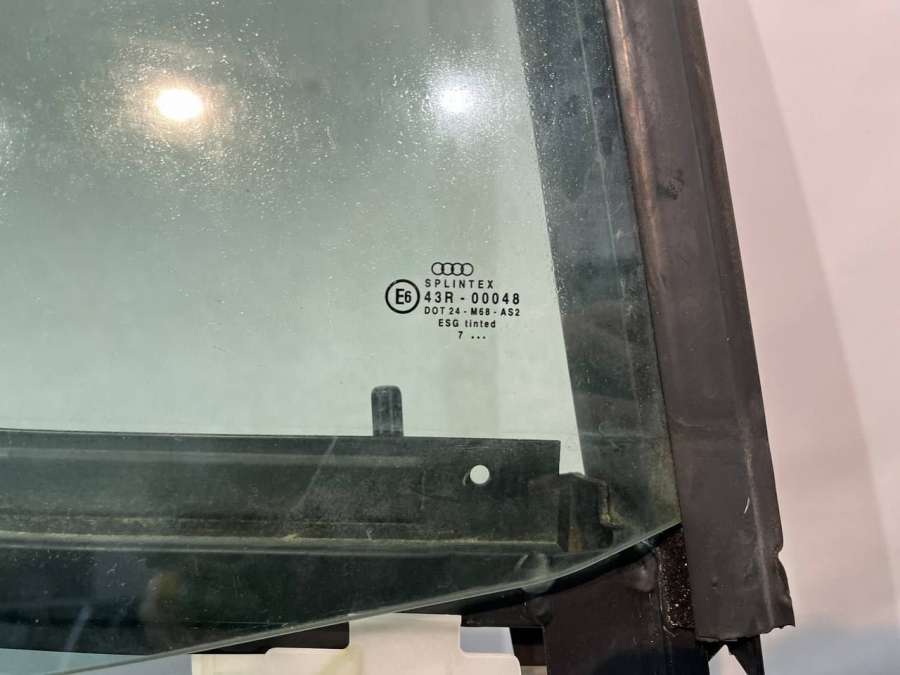 SPLINTEX
E6 43R - 00048
DOT 24 - M68 - AS2
ESG tinted
7 ...